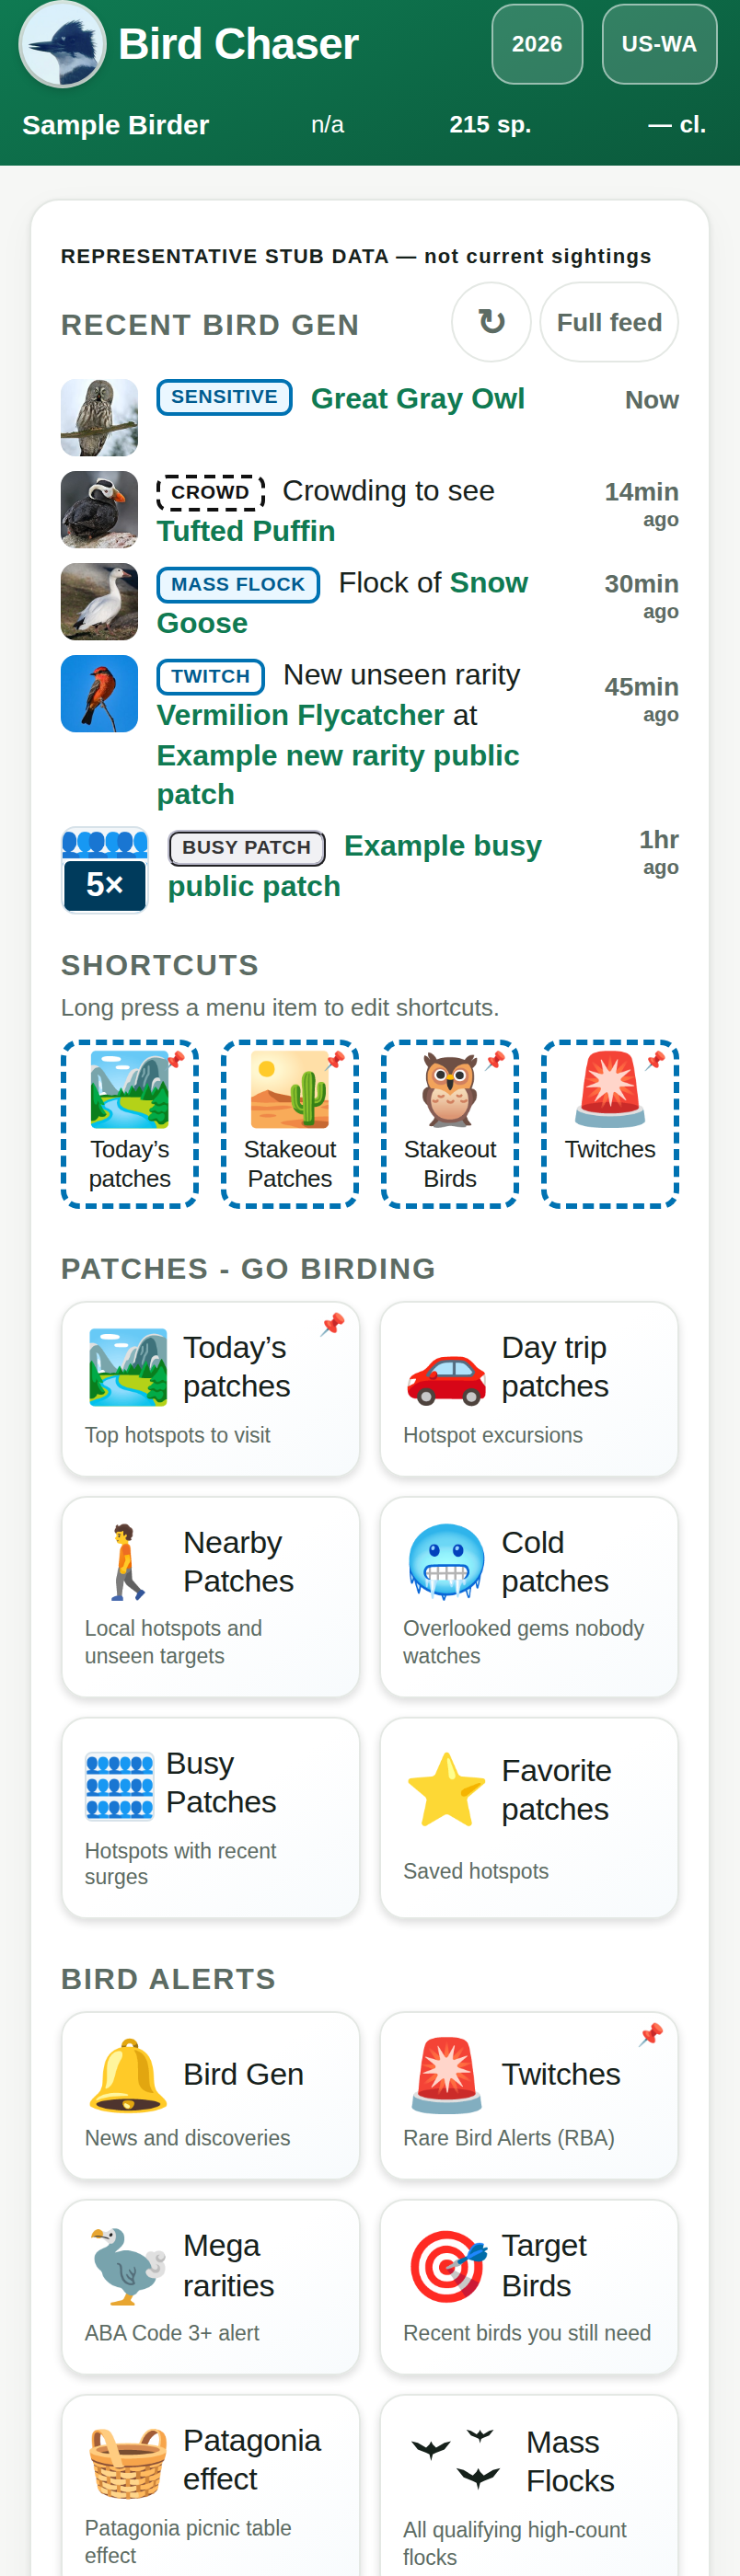 Bird Chaser
2026
US-WA
Sample Birder
n/a
215 sp.
— cl.
REPRESENTATIVE STUB DATA — not current sightings
RECENT BIRD GEN
↻
Full feed
SENSITIVE Great Gray Owl
Now
CROWD Crowding to see
Tufted Puffin
14min
ago
MASS FLOCK Flock of Snow
Goose
30min
ago
TWITCH New unseen rarity
Vermilion Flycatcher at
Example new rarity public
patch
45min
ago
5×
BUSY PATCH Example busy
public patch
1hr
ago
SHORTCUTS
Long press a menu item to edit shortcuts.
Today’s
patches
Stakeout
Patches
Stakeout
Birds
Twitches
PATCHES - GO BIRDING
Today’s
patches
Top hotspots to visit
Day trip
patches
Hotspot excursions
Nearby
Patches
Local hotspots and
unseen targets
Cold
patches
Overlooked gems nobody
watches
Busy
Patches
Hotspots with recent
surges
Favorite
patches
Saved hotspots
BIRD ALERTS
Bird Gen
News and discoveries
Twitches
Rare Bird Alerts (RBA)
Mega
rarities
ABA Code 3+ alert
Target
Birds
Recent birds you still need
Patagonia
effect
Patagonia picnic table
effect
Mass
Flocks
All qualifying high-count
flocks